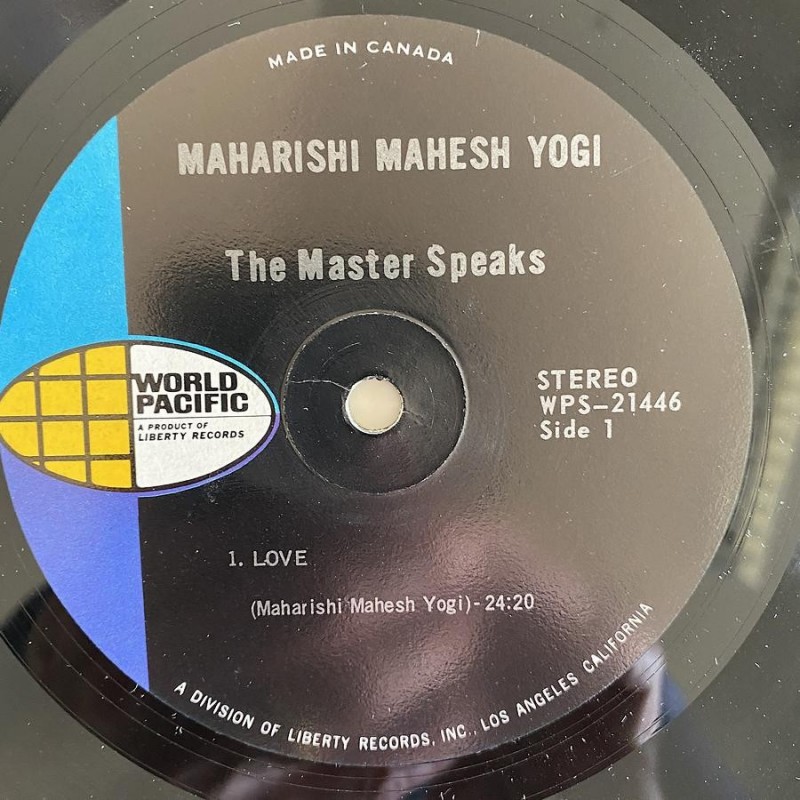 MADE IN CANADA
MAHARISHI MAHESH YOGI
The Master Speaks
WORLD
PACIFIC
A PRODUCT OF
LIBERTY RECORDS
STEREO
WPS-21446
Side 1
1. LOVE
(Maharishi Mahesh Yogi)-24:20
A DIVISION OF LIBERTY RECORDS, INC., LOS ANGELES CALIFORNIA